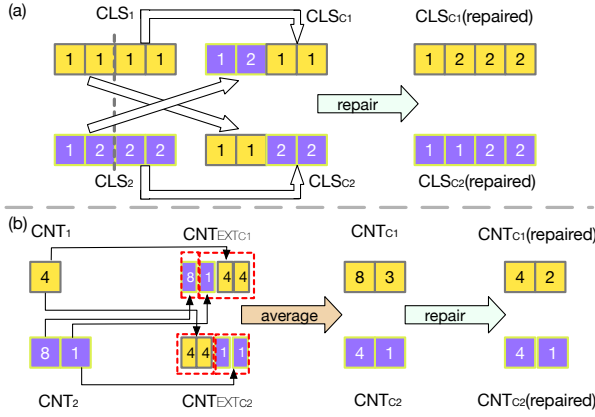 (a)
CLS1 CLSC1 CLSC1(repaired)
1 1 1 1 1 2 1 1 1 2 2 2
repair
1 2 2 2 1 1 2 2 1 1 2 2
CLS2 CLSC2 CLSC2(repaired)
(b)
CNT1 CNTEXTC1 CNTC1 CNTC1(repaired)
4 8 1 4 4 8 3 4 2
average repair
8 1 4 4 1 1 4 1 4 1
CNT2 CNTEXTC2 CNTC2 CNTC2(repaired)